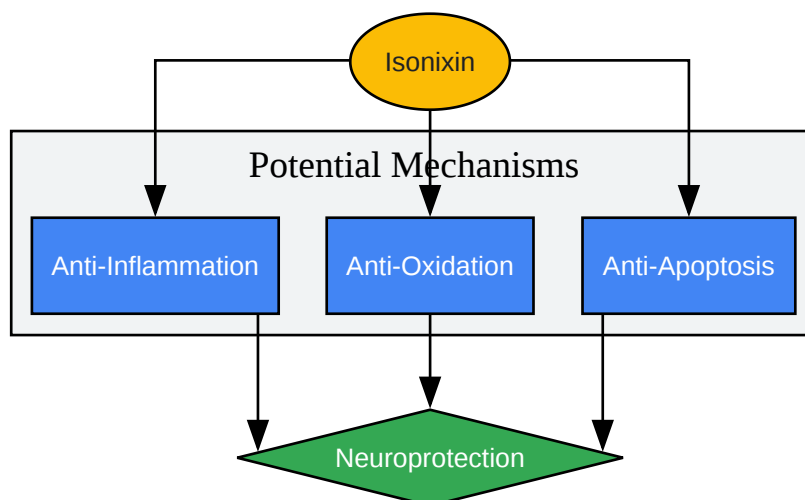 Isonixin
Potential Mechanisms
Anti-Inflammation
Anti-Oxidation
Anti-Apoptosis
Neuroprotection